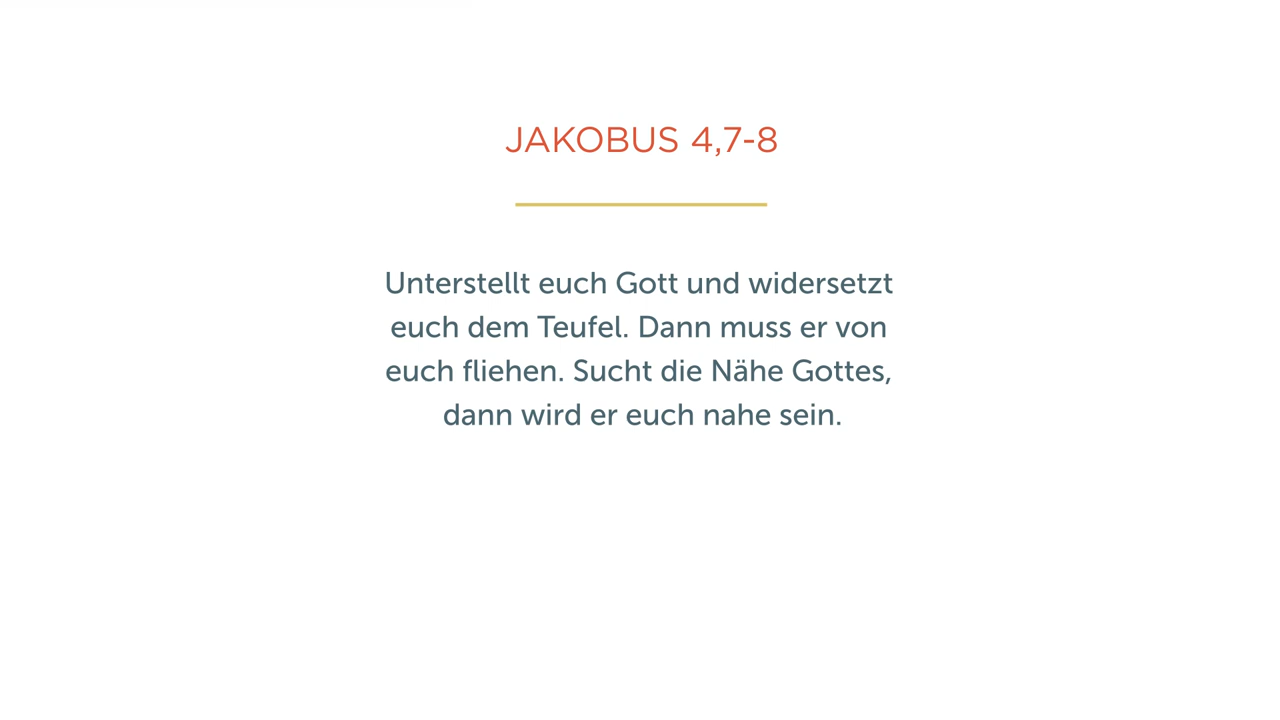 JAKOBUS 4,7-8
Unterstellt euch Gott und widersetzt
euch dem Teufel. Dann muss er von
euch fliehen. Sucht die Nähe Gottes,
dann wird er euch nahe sein.